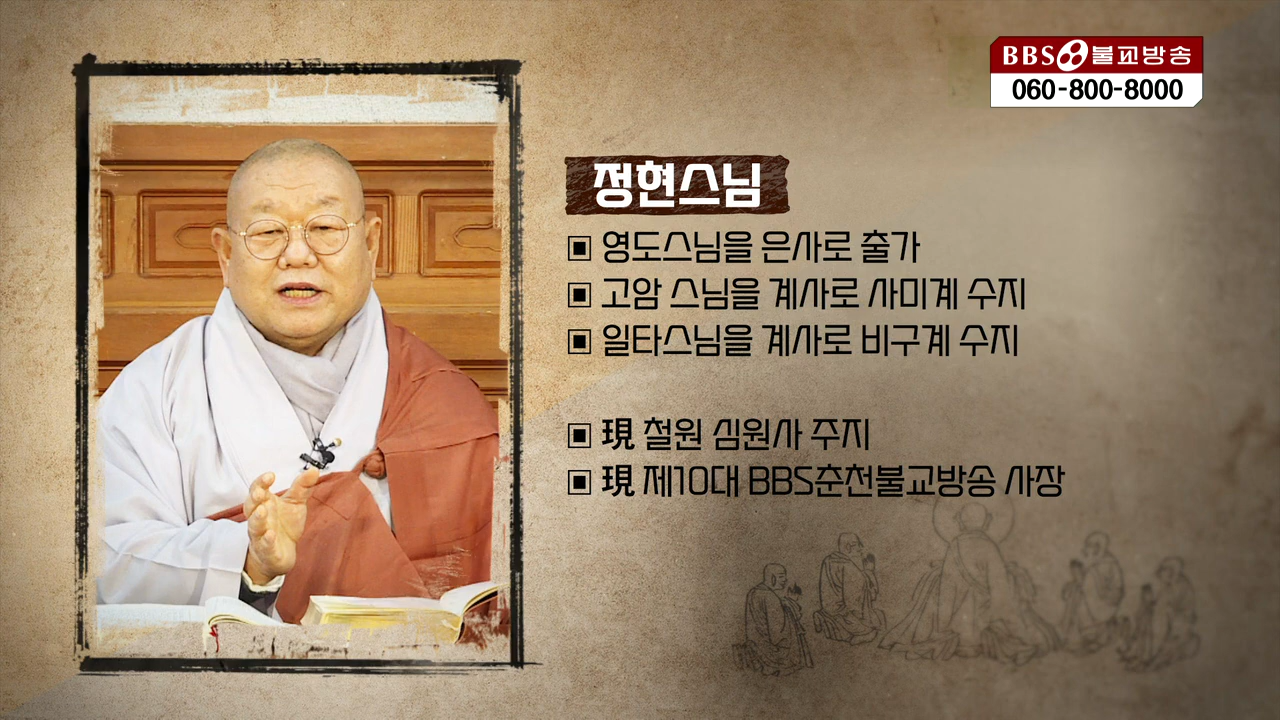 BBS 불교방송
060-800-8000
정현스님
▣ 영도스님을 은사로 출가
▣ 고암 스님을 계사로 사미계 수지
▣ 일타스님을 계사로 비구계 수지
▣ 現 철원 심원사 주지
▣ 現 제10대 BBS춘천불교방송 사장